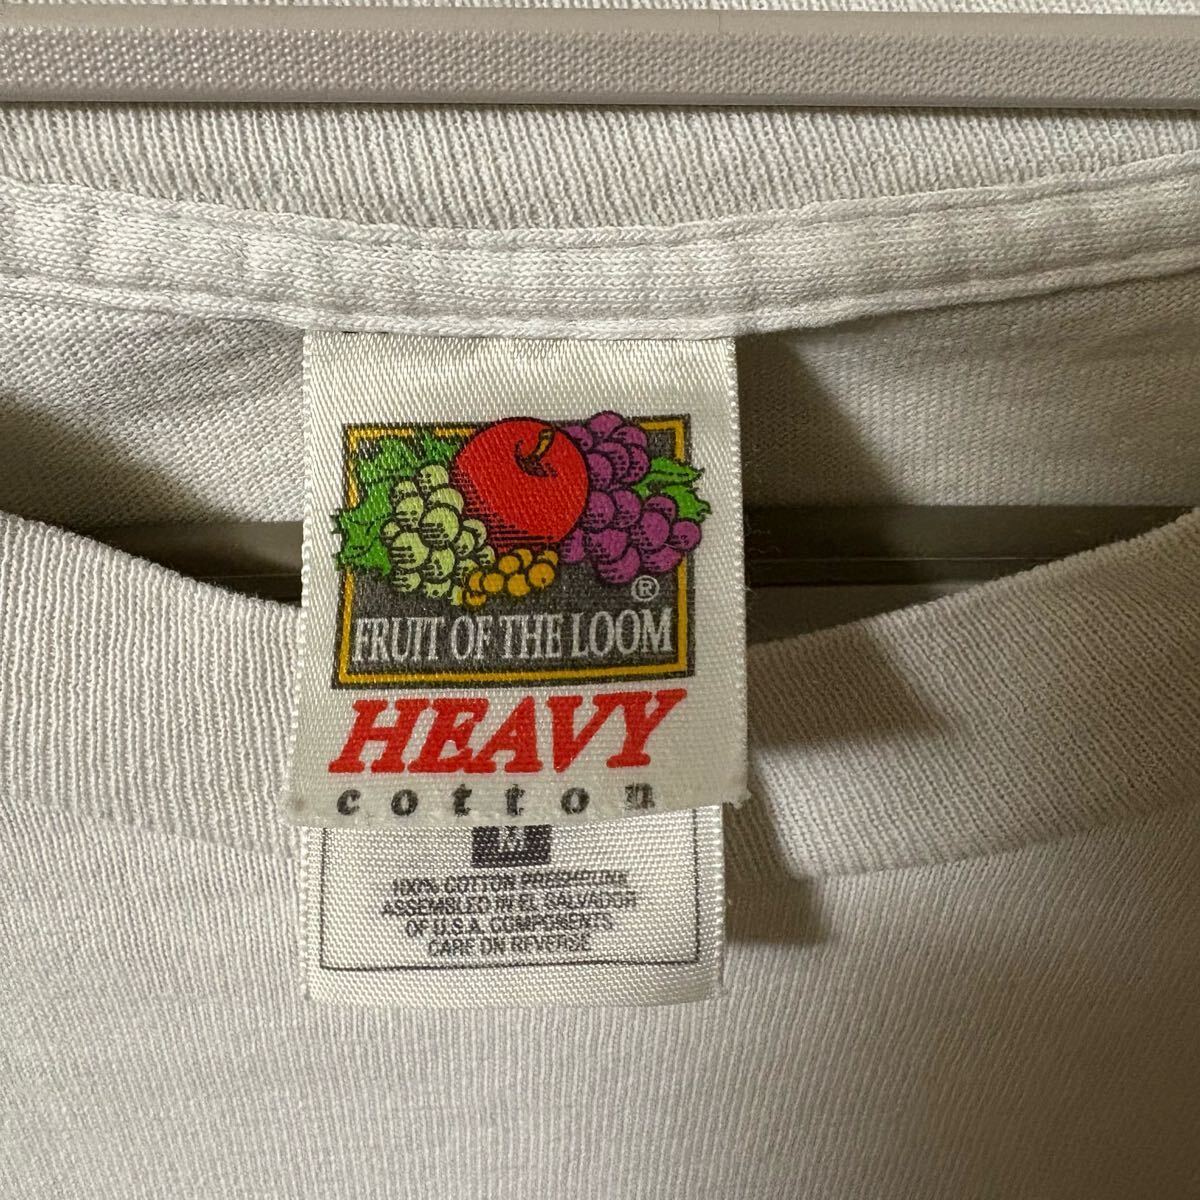 ®
FRUIT OF THE LOOM
HEAVY
cotton
M
100% COTTON PRESHRUNK
ASSEMBLED IN EL SALVADOR
OF U.S.A. COMPONENTS
CARE ON REVERSE